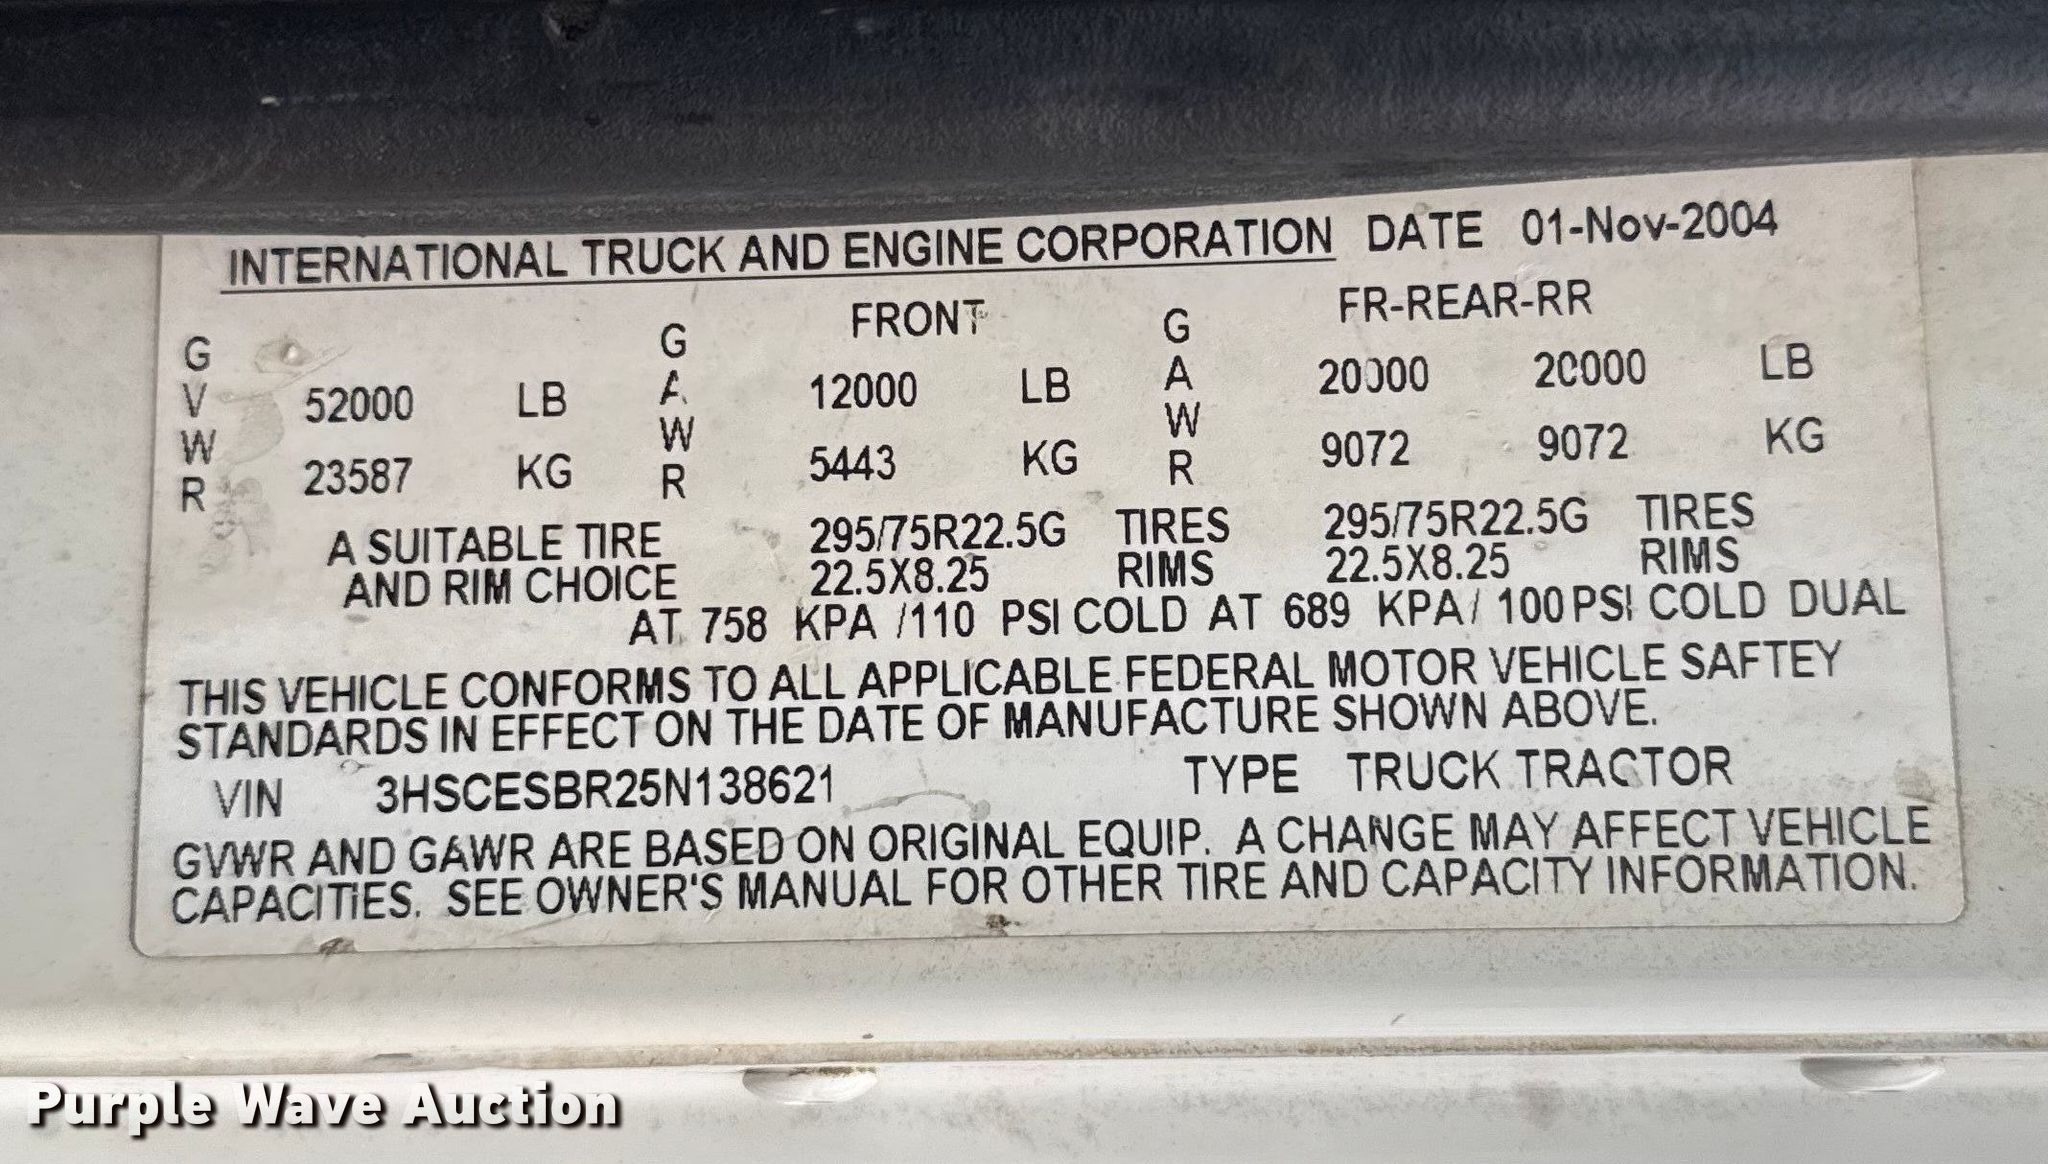 INTERNATIONAL TRUCK AND ENGINE CORPORATION DATE 01-Nov-2004
FRONT FR-REAR-RR
GVWR 52000 LB GAWR 12000 LB GAWR 20000 20000 LB
23587 KG 5443 KG 9072 9072 KG
A SUITABLE TIRE 295/75R22.5G TIRES 295/75R22.5G TIRES
AND RIM CHOICE 22.5X8.25 RIMS 22.5X8.25 RIMS
AT 758 KPA /110 PSI COLD AT 689 KPA/ 100 PSI COLD DUAL
THIS VEHICLE CONFORMS TO ALL APPLICABLE FEDERAL MOTOR VEHICLE SAFTEY
STANDARDS IN EFFECT ON THE DATE OF MANUFACTURE SHOWN ABOVE.
VIN 3HSCESBR25N138621 TYPE TRUCK TRACTOR
GVWR AND GAWR ARE BASED ON ORIGINAL EQUIP. A CHANGE MAY AFFECT VEHICLE
CAPACITIES. SEE OWNER'S MANUAL FOR OTHER TIRE AND CAPACITY INFORMATION.
Purple Wave Auction